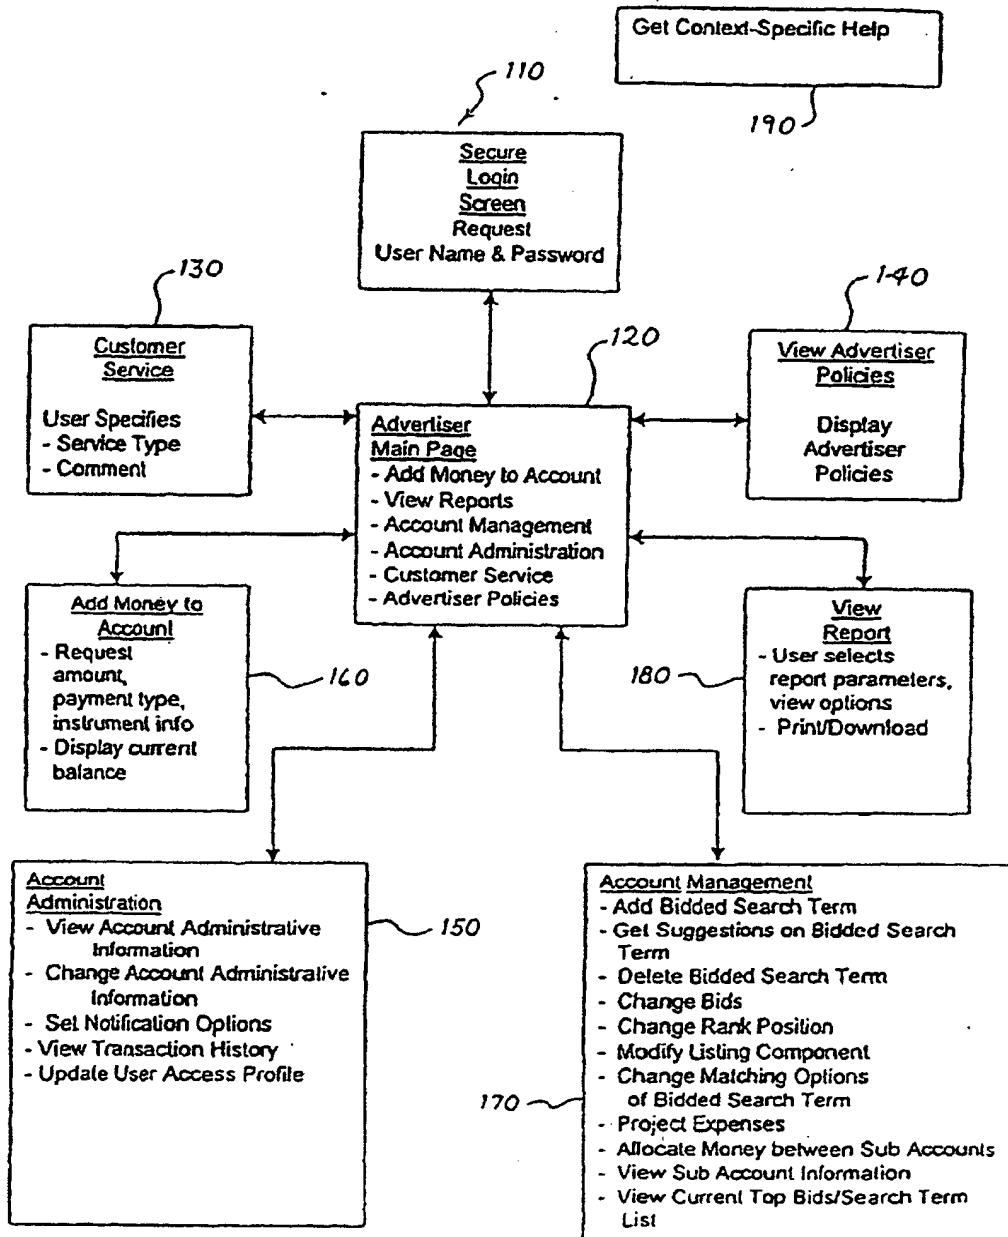 Get Context-Specific Help
190
110
Secure
Login
Screen
Request
User Name & Password
130
Customer
Service
User Specifies
- Service Type
- Comment
120
Advertiser
Main Page
- Add Money to Account
- View Reports
- Account Management
- Account Administration
- Customer Service
- Advertiser Policies
140
View Advertiser
Policies
Display
Advertiser
Policies
Add Money to
Account
- Request
amount,
payment type,
instrument info
- Display current
balance
160
180
View
Report
- User selects
report parameters,
view options
- Print/Download
Account
Administration
- View Account Administrative
Information
- Change Account Administrative
Information
- Set Notification Options
- View Transaction History
- Update User Access Profile
150
170
Account Management
- Add Bidded Search Term
- Get Suggestions on Bidded Search
Term
- Delete Bidded Search Term
- Change Bids
- Change Rank Position
- Modify Listing Component
- Change Matching Options
of Bidded Search Term
- Project Expenses
- Allocate Money between Sub Accounts
- View Sub Account Information
- View Current Top Bids/Search Term
List